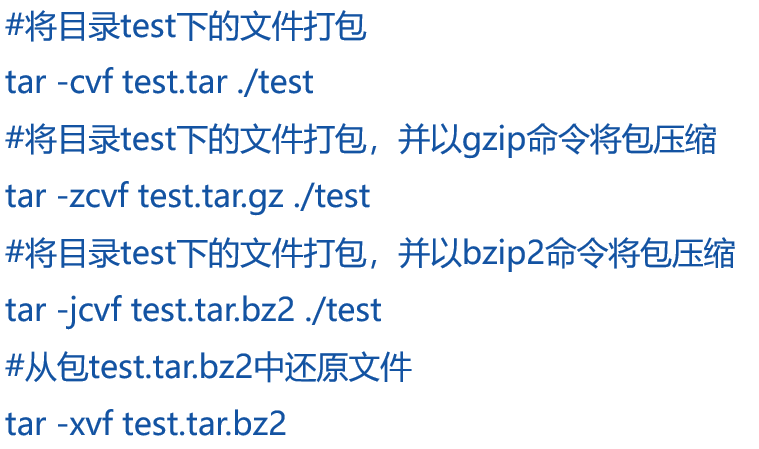 #将目录test下的文件打包
tar -cvf test.tar ./test
#将目录test下的文件打包，并以gzip命令将包压缩
tar -zcvf test.tar.gz ./test
#将目录test下的文件打包，并以bzip2命令将包压缩
tar -jcvf test.tar.bz2 ./test
#从包test.tar.bz2中还原文件
tar -xvf test.tar.bz2